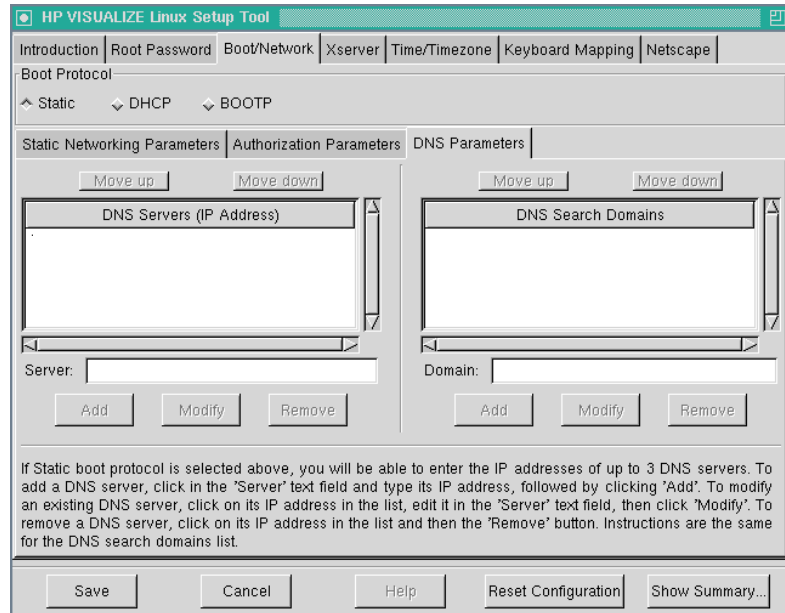 HP VISUALIZE Linux Setup Tool
Introduction Root Password Boot/Network Xserver Time/Timezone Keyboard Mapping Netscape
Boot Protocol
Static DHCP BOOTP
Static Networking Parameters Authorization Parameters DNS Parameters
Move up Move down Move up Move down
DNS Servers (IP Address) DNS Search Domains
Server: Domain:
Add Modify Remove Add Modify Remove
If Static boot protocol is selected above, you will be able to enter the IP addresses of up to 3 DNS servers. To
add a DNS server, click in the 'Server' text field and type its IP address, followed by clicking 'Add'. To modify
an existing DNS server, click on its IP address in the list, edit it in the 'Server' text field, then click 'Modify'. To
remove a DNS server, click on its IP address in the list and then the 'Remove' button. Instructions are the same
for the DNS search domains list.
Save Cancel Help Reset Configuration Show Summary...